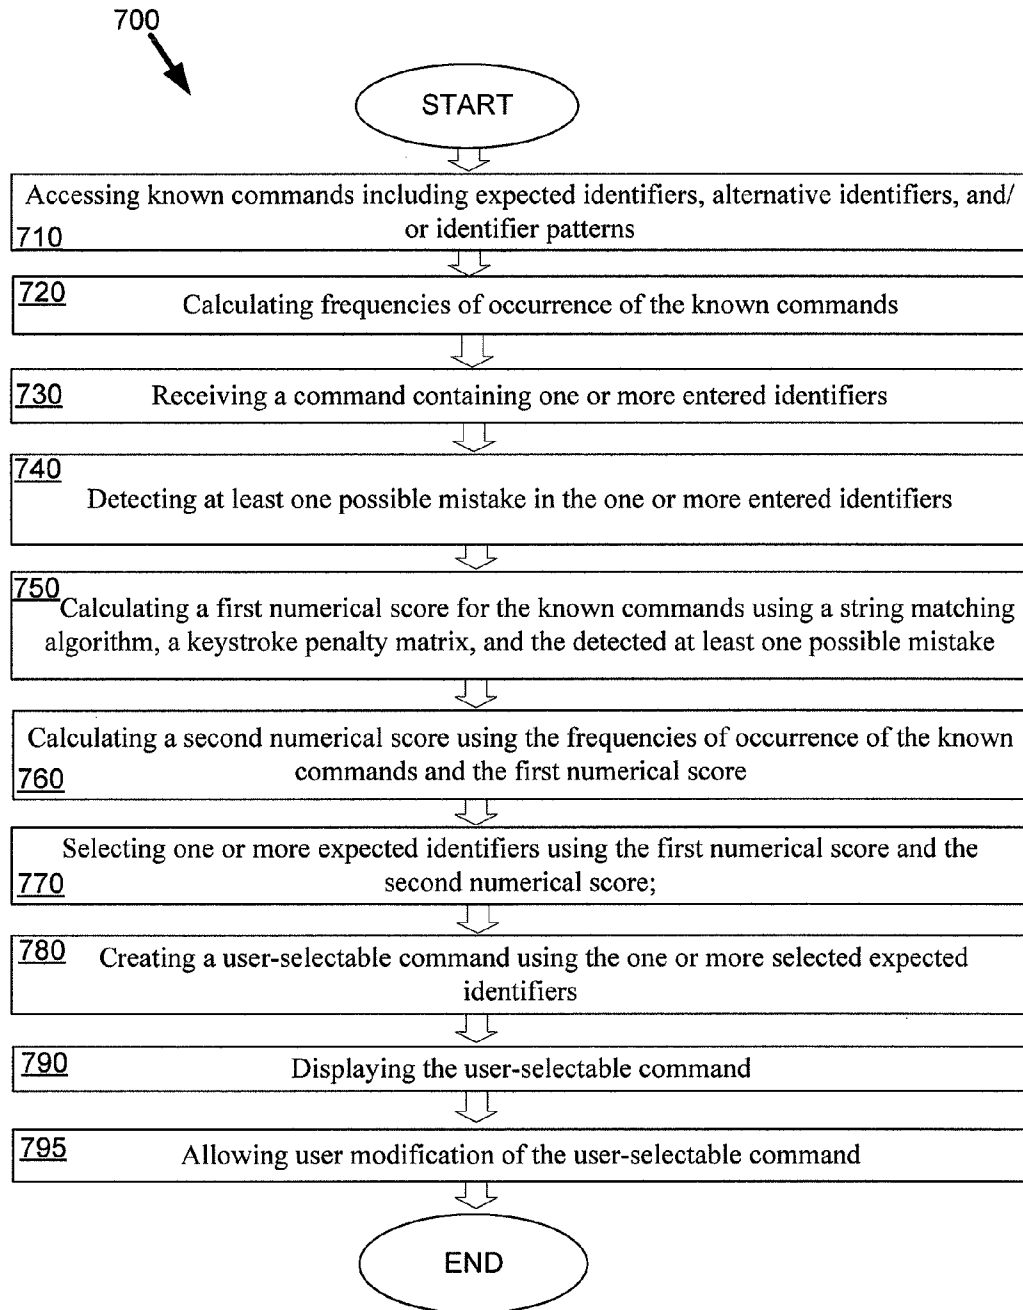 700
START
Accessing known commands including expected identifiers, alternative identifiers, and/
710 or identifier patterns
720 Calculating frequencies of occurrence of the known commands
730 Receiving a command containing one or more entered identifiers
740
Detecting at least one possible mistake in the one or more entered identifiers
750
Calculating a first numerical score for the known commands using a string matching
algorithm, a keystroke penalty matrix, and the detected at least one possible mistake
Calculating a second numerical score using the frequencies of occurrence of the known
760 commands and the first numerical score
Selecting one or more expected identifiers using the first numerical score and the
770 second numerical score;
780 Creating a user-selectable command using the one or more selected expected
identifiers
790 Displaying the user-selectable command
795 Allowing user modification of the user-selectable command
END